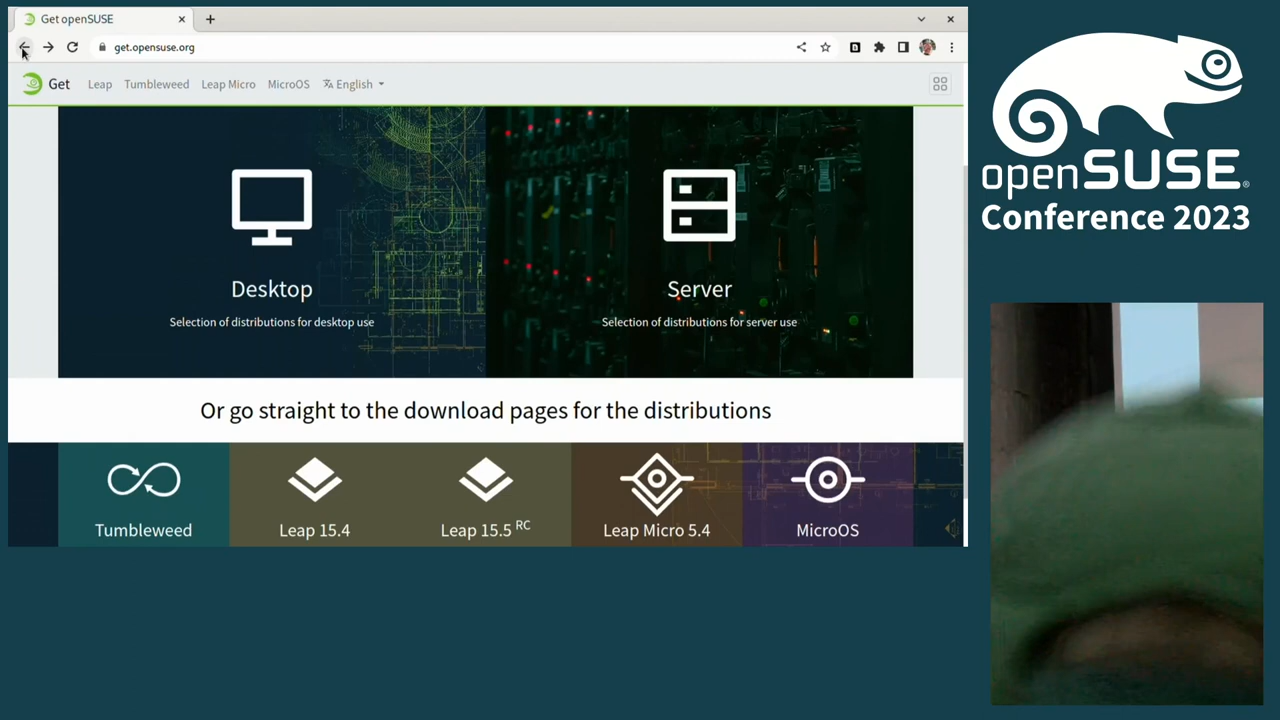 Get openSUSE
get.opensuse.org
Get Leap Tumbleweed Leap Micro MicroOS English
Desktop
Selection of distributions for desktop use
Server
Selection of distributions for server use
Or go straight to the download pages for the distributions
Tumbleweed
Leap 15.4
Leap 15.5 RC
Leap Micro 5.4
MicroOS
openSUSE®
Conference 2023